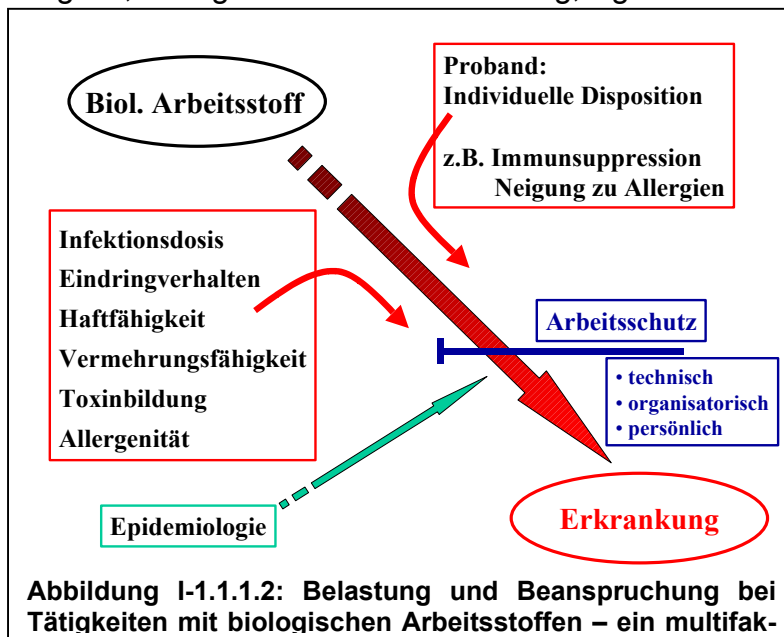 Biol. Arbeitsstoff
Proband:
Individuelle Disposition
z.B. Immunsuppression
Neigung zu Allergien
Infektionsdosis
Eindringverhalten
Haftfähigkeit
Vermehrungsfähigkeit
Toxinbildung
Allergenität
Arbeitsschutz
• technisch
• organisatorisch
• persönlich
Epidemiologie
Erkrankung
Abbildung I-1.1.1.2: Belastung und Beanspruchung bei
Tätigkeiten mit biologischen Arbeitsstoffen – ein multifak-